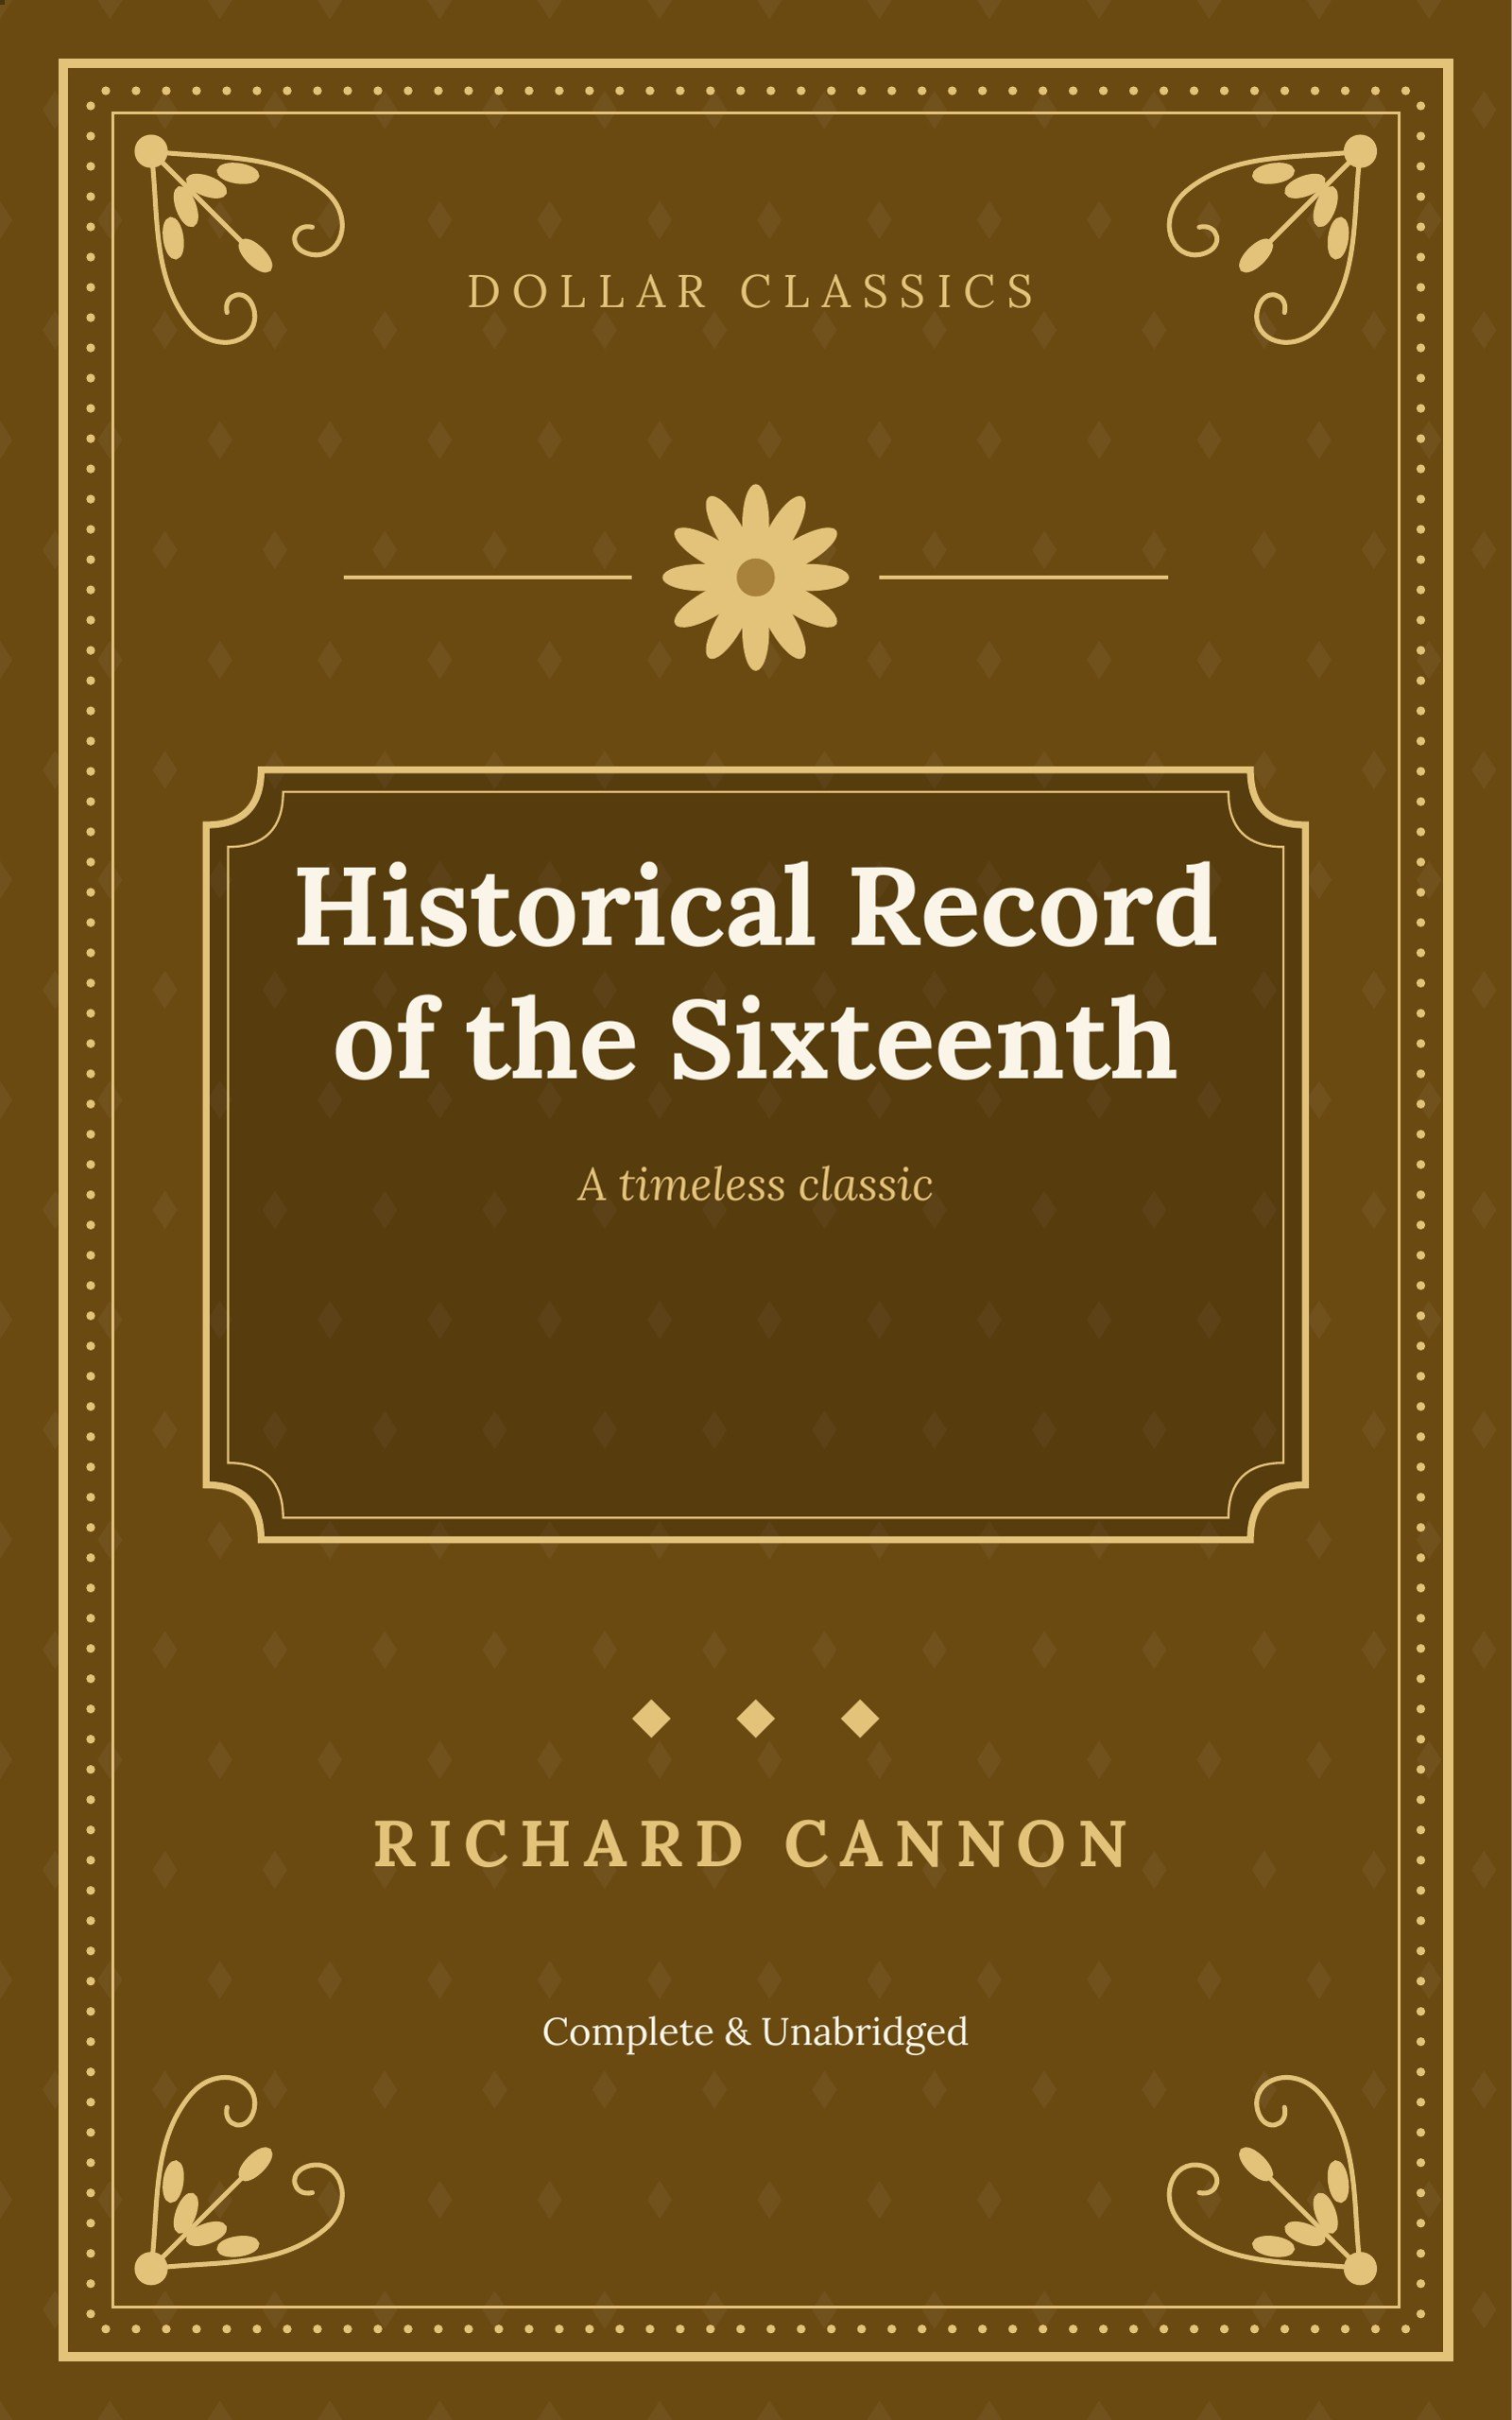 DOLLAR CLASSICS
Historical Record
of the Sixteenth
A timeless classic
RICHARD CANNON
Complete & Unabridged